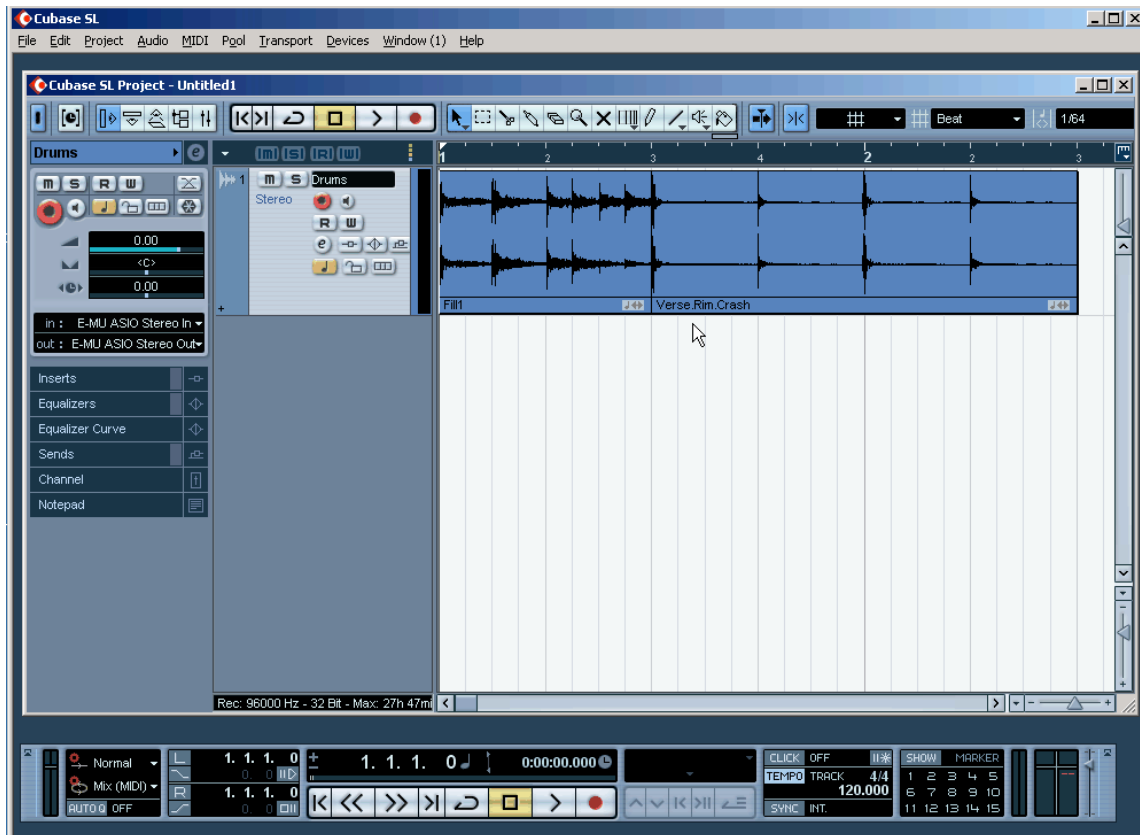 Cubase SL
File Edit Project Audio MIDI Pool Transport Devices Window (1) Help
Cubase SL Project - Untitled1
Beat 1/64
Drums
(m) (S) (R) (W)
1 2 3 4 2 2 3
m S R W
1 m S Drums
Stereo
R W
e
0.00
<C>
0.00
Fill1 Verse.Rim.Crash
in : E-MU ASIO Stereo In
out : E-MU ASIO Stereo Out
Inserts
Equalizers
Equalizer Curve
Sends
Channel
Notepad
Rec: 96000 Hz - 32 Bit - Max: 27h 47mi
Normal
Mix (MIDI)
AUTO Q OFF
L 1. 1. 1. 0
0. 0
R 1. 1. 1. 0
0. 0
1. 1. 1. 0 0:00:00.000
CLICK OFF
TEMPO TRACK 4/4
120.000
SYNC INT.
SHOW MARKER
1 2 3 4 5
6 7 8 9 10
11 12 13 14 15